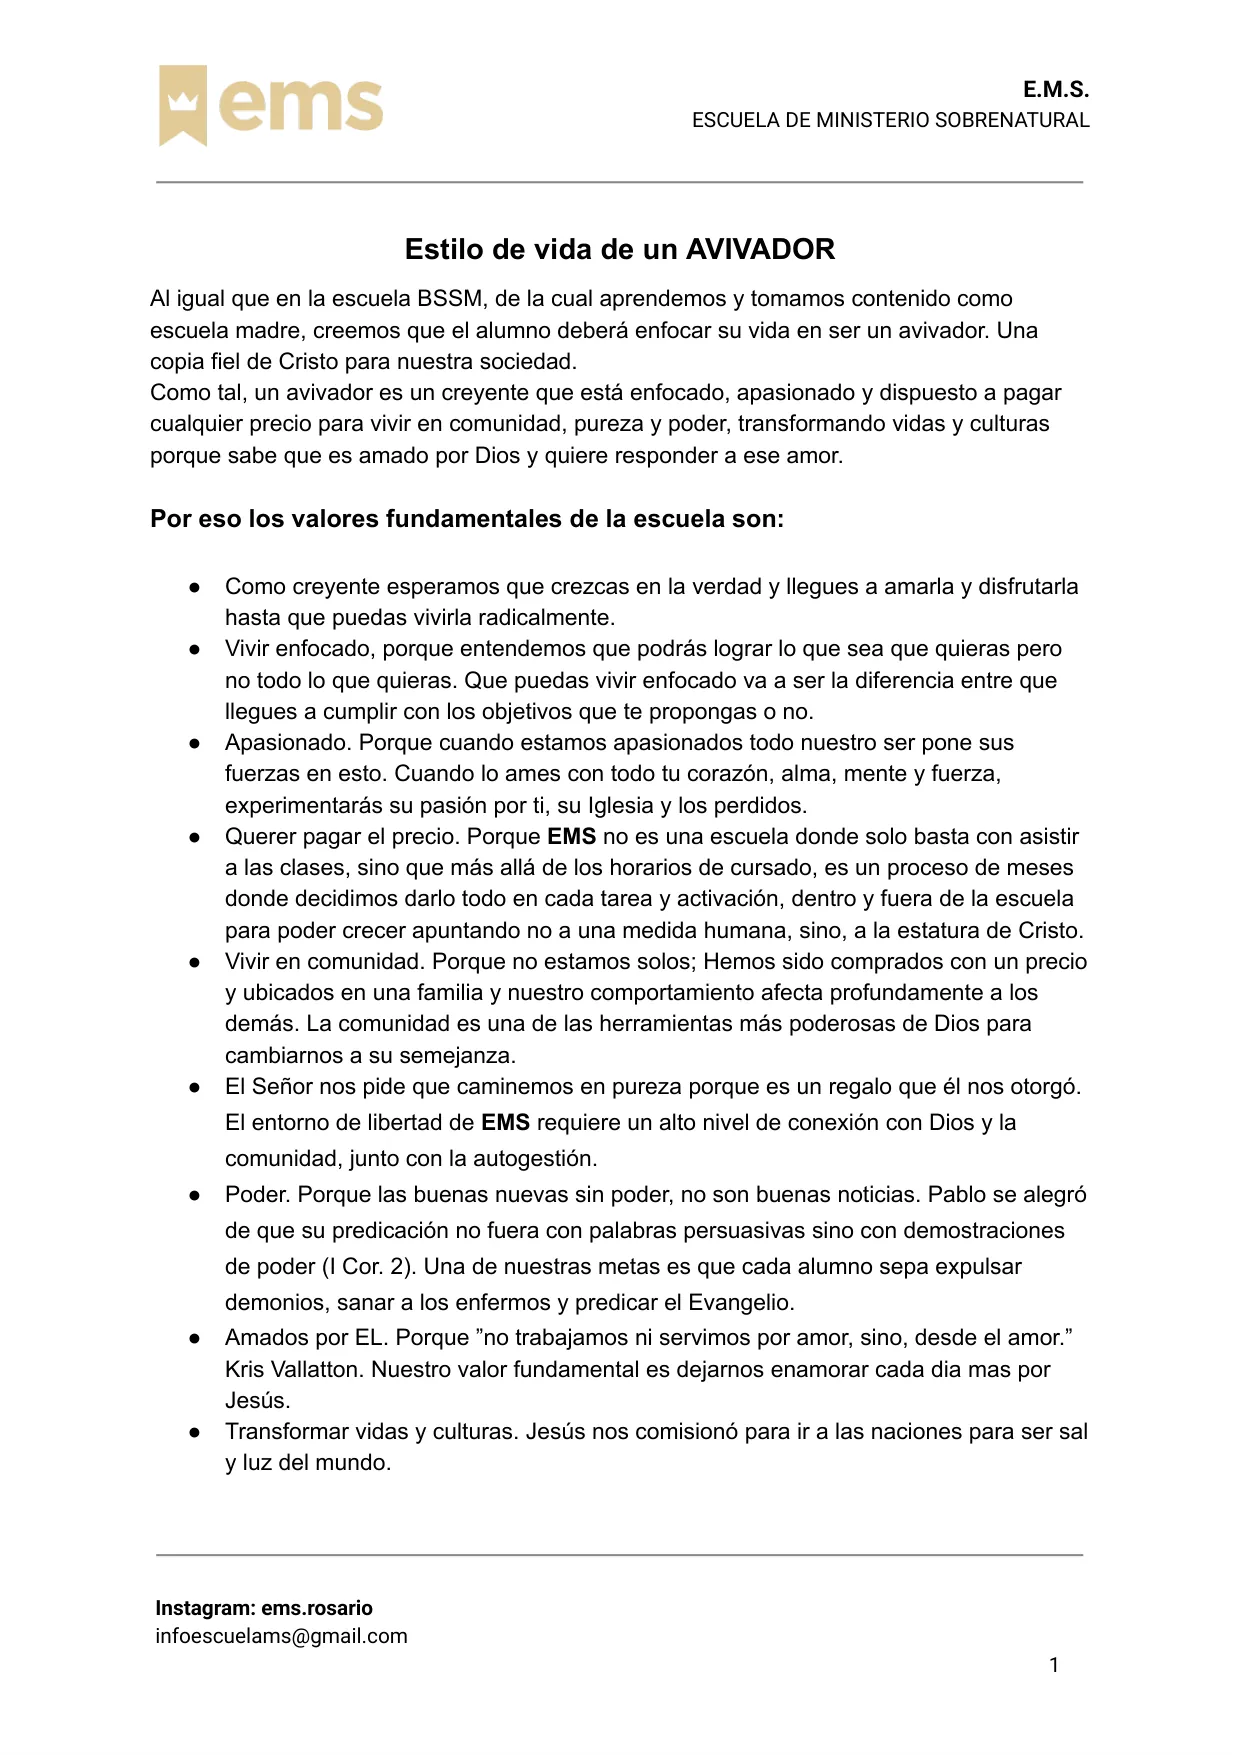 ems
E.M.S.
ESCUELA DE MINISTERIO SOBRENATURAL
Estilo de vida de un AVIVADOR
Al igual que en la escuela BSSM, de la cual aprendemos y tomamos contenido como
escuela madre, creemos que el alumno deberá enfocar su vida en ser un avivador. Una
copia fiel de Cristo para nuestra sociedad.
Como tal, un avivador es un creyente que está enfocado, apasionado y dispuesto a pagar
cualquier precio para vivir en comunidad, pureza y poder, transformando vidas y culturas
porque sabe que es amado por Dios y quiere responder a ese amor.
Por eso los valores fundamentales de la escuela son:
● Como creyente esperamos que crezcas en la verdad y llegues a amarla y disfrutarla
hasta que puedas vivirla radicalmente.
● Vivir enfocado, porque entendemos que podrás lograr lo que sea que quieras pero
no todo lo que quieras. Que puedas vivir enfocado va a ser la diferencia entre que
llegues a cumplir con los objetivos que te propongas o no.
● Apasionado. Porque cuando estamos apasionados todo nuestro ser pone sus
fuerzas en esto. Cuando lo ames con todo tu corazón, alma, mente y fuerza,
experimentarás su pasión por ti, su Iglesia y los perdidos.
● Querer pagar el precio. Porque EMS no es una escuela donde solo basta con asistir
a las clases, sino que más allá de los horarios de cursado, es un proceso de meses
donde decidimos darlo todo en cada tarea y activación, dentro y fuera de la escuela
para poder crecer apuntando no a una medida humana, sino, a la estatura de Cristo.
● Vivir en comunidad. Porque no estamos solos; Hemos sido comprados con un precio
y ubicados en una familia y nuestro comportamiento afecta profundamente a los
demás. La comunidad es una de las herramientas más poderosas de Dios para
cambiarnos a su semejanza.
● El Señor nos pide que caminemos en pureza porque es un regalo que él nos otorgó.
El entorno de libertad de EMS requiere un alto nivel de conexión con Dios y la
comunidad, junto con la autogestión.
● Poder. Porque las buenas nuevas sin poder, no son buenas noticias. Pablo se alegró
de que su predicación no fuera con palabras persuasivas sino con demostraciones
de poder (I Cor. 2). Una de nuestras metas es que cada alumno sepa expulsar
demonios, sanar a los enfermos y predicar el Evangelio.
● Amados por EL. Porque ”no trabajamos ni servimos por amor, sino, desde el amor.”
Kris Vallatton. Nuestro valor fundamental es dejarnos enamorar cada dia mas por
Jesús.
● Transformar vidas y culturas. Jesús nos comisionó para ir a las naciones para ser sal
y luz del mundo.
Instagram: ems.rosario
infoescuelams@gmail.com
1